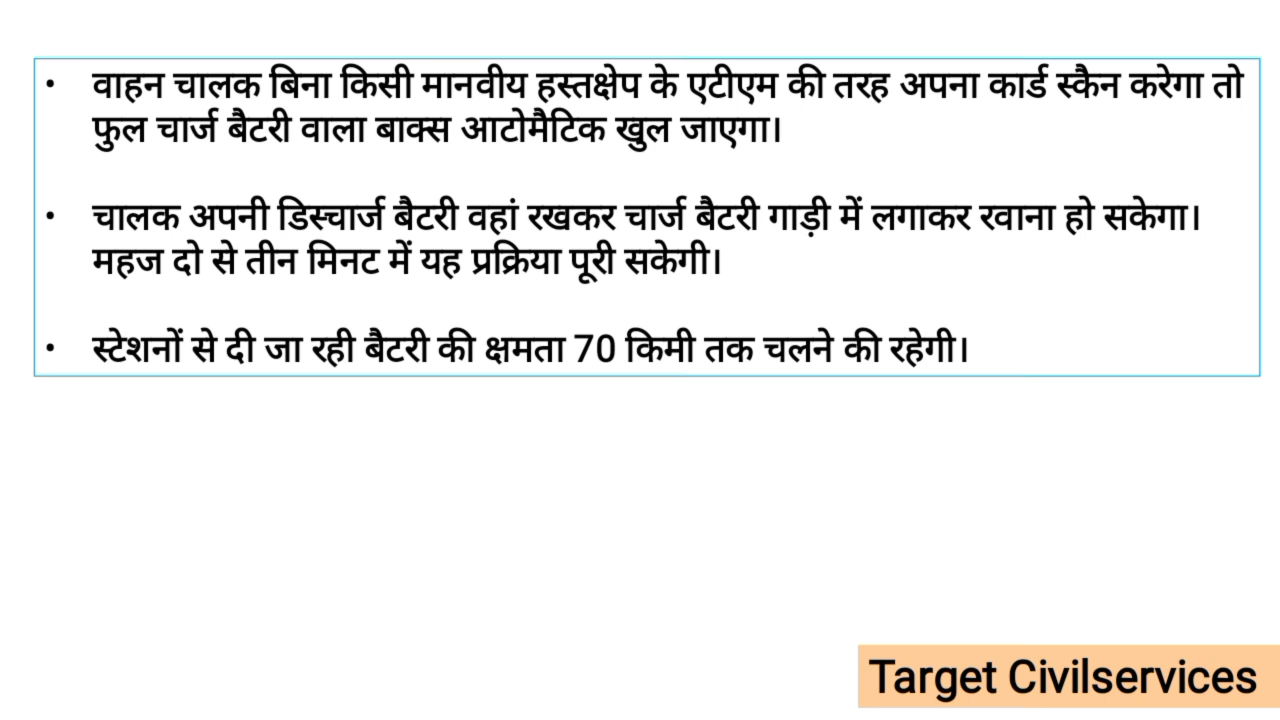 • वाहन चालक बिना किसी मानवीय हस्तक्षेप के एटीएम की तरह अपना कार्ड स्कैन करेगा तो
फुल चार्ज बैटरी वाला बाक्स आटोमैटिक खुल जाएगा।
• चालक अपनी डिस्चार्ज बैटरी वहां रखकर चार्ज बैटरी गाड़ी में लगाकर रवाना हो सकेगा।
महज दो से तीन मिनट में यह प्रक्रिया पूरी सकेगी।
• स्टेशनों से दी जा रही बैटरी की क्षमता 70 किमी तक चलने की रहेगी।
Target Civilservices